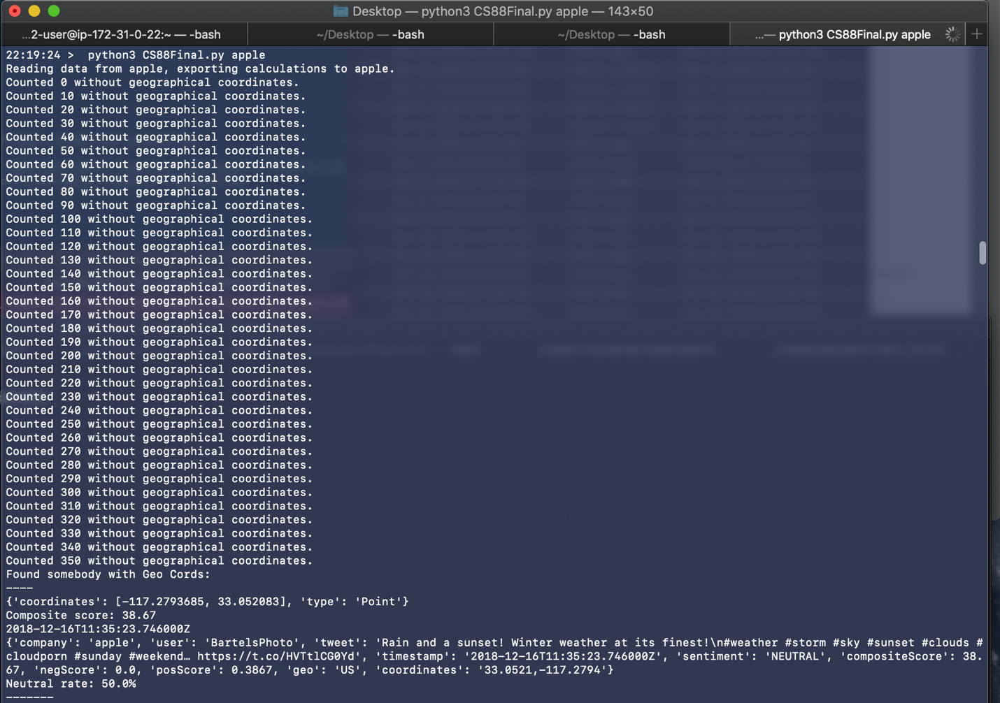 Desktop — python3 CS88Final.py apple — 143×50
...2-user@ip-172-31-0-22:~ — -bash
~/Desktop — -bash
~/Desktop — -bash
...— python3 CS88Final.py apple
22:19:24 >  python3 CS88Final.py apple
Reading data from apple, exporting calculations to apple.
Counted 0 without geographical coordinates.
Counted 10 without geographical coordinates.
Counted 20 without geographical coordinates.
Counted 30 without geographical coordinates.
Counted 40 without geographical coordinates.
Counted 50 without geographical coordinates.
Counted 60 without geographical coordinates.
Counted 70 without geographical coordinates.
Counted 80 without geographical coordinates.
Counted 90 without geographical coordinates.
Counted 100 without geographical coordinates.
Counted 110 without geographical coordinates.
Counted 120 without geographical coordinates.
Counted 130 without geographical coordinates.
Counted 140 without geographical coordinates.
Counted 150 without geographical coordinates.
Counted 160 without geographical coordinates.
Counted 170 without geographical coordinates.
Counted 180 without geographical coordinates.
Counted 190 without geographical coordinates.
Counted 200 without geographical coordinates.
Counted 210 without geographical coordinates.
Counted 220 without geographical coordinates.
Counted 230 without geographical coordinates.
Counted 240 without geographical coordinates.
Counted 250 without geographical coordinates.
Counted 260 without geographical coordinates.
Counted 270 without geographical coordinates.
Counted 280 without geographical coordinates.
Counted 290 without geographical coordinates.
Counted 300 without geographical coordinates.
Counted 310 without geographical coordinates.
Counted 320 without geographical coordinates.
Counted 330 without geographical coordinates.
Counted 340 without geographical coordinates.
Counted 350 without geographical coordinates.
Found somebody with Geo Cords:
----
{'coordinates': [-117.2793685, 33.052083], 'type': 'Point'}
Composite score: 38.67
2018-12-16T11:35:23.746000Z
{'company': 'apple', 'user': 'BartelsPhoto', 'tweet': 'Rain and a sunset! Winter weather at its finest!\n#weather #storm #sky #sunset #clouds #
cloudporn #sunday #weekend… https://t.co/HVTtlCG0Yd', 'timestamp': '2018-12-16T11:35:23.746000Z', 'sentiment': 'NEUTRAL', 'compositeScore': 38.
67, 'negScore': 0.0, 'posScore': 0.3867, 'geo': 'US', 'coordinates': '33.0521,-117.2794'}
Neutral rate: 50.0%
-------